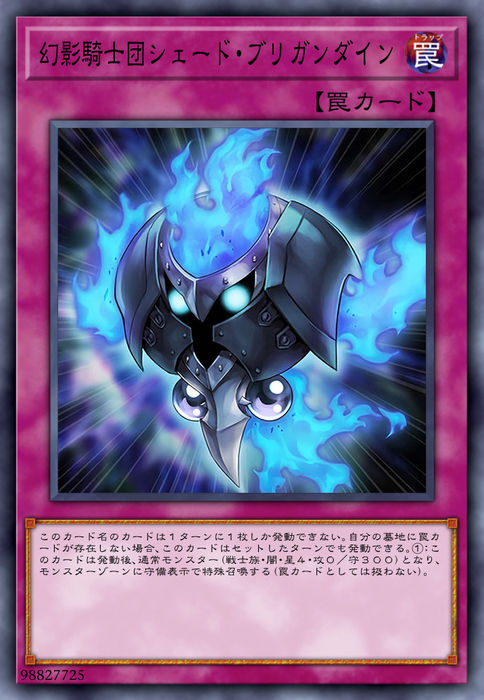 幻影騎士団シェード・ブリガンダイン
トラップ
罠
【罠カード】
このカード名のカードは1ターンに1枚しか発動できない。自分の墓地に罠カ
ードが存在しない場合、このカードはセットしたターンでも発動できる。①:こ
のカードは発動後、通常モンスター(戦士族・闇・星4・攻0/守300)となり、
モンスターゾーンに守備表示で特殊召喚する(罠カードとしては扱わない)。
98827725